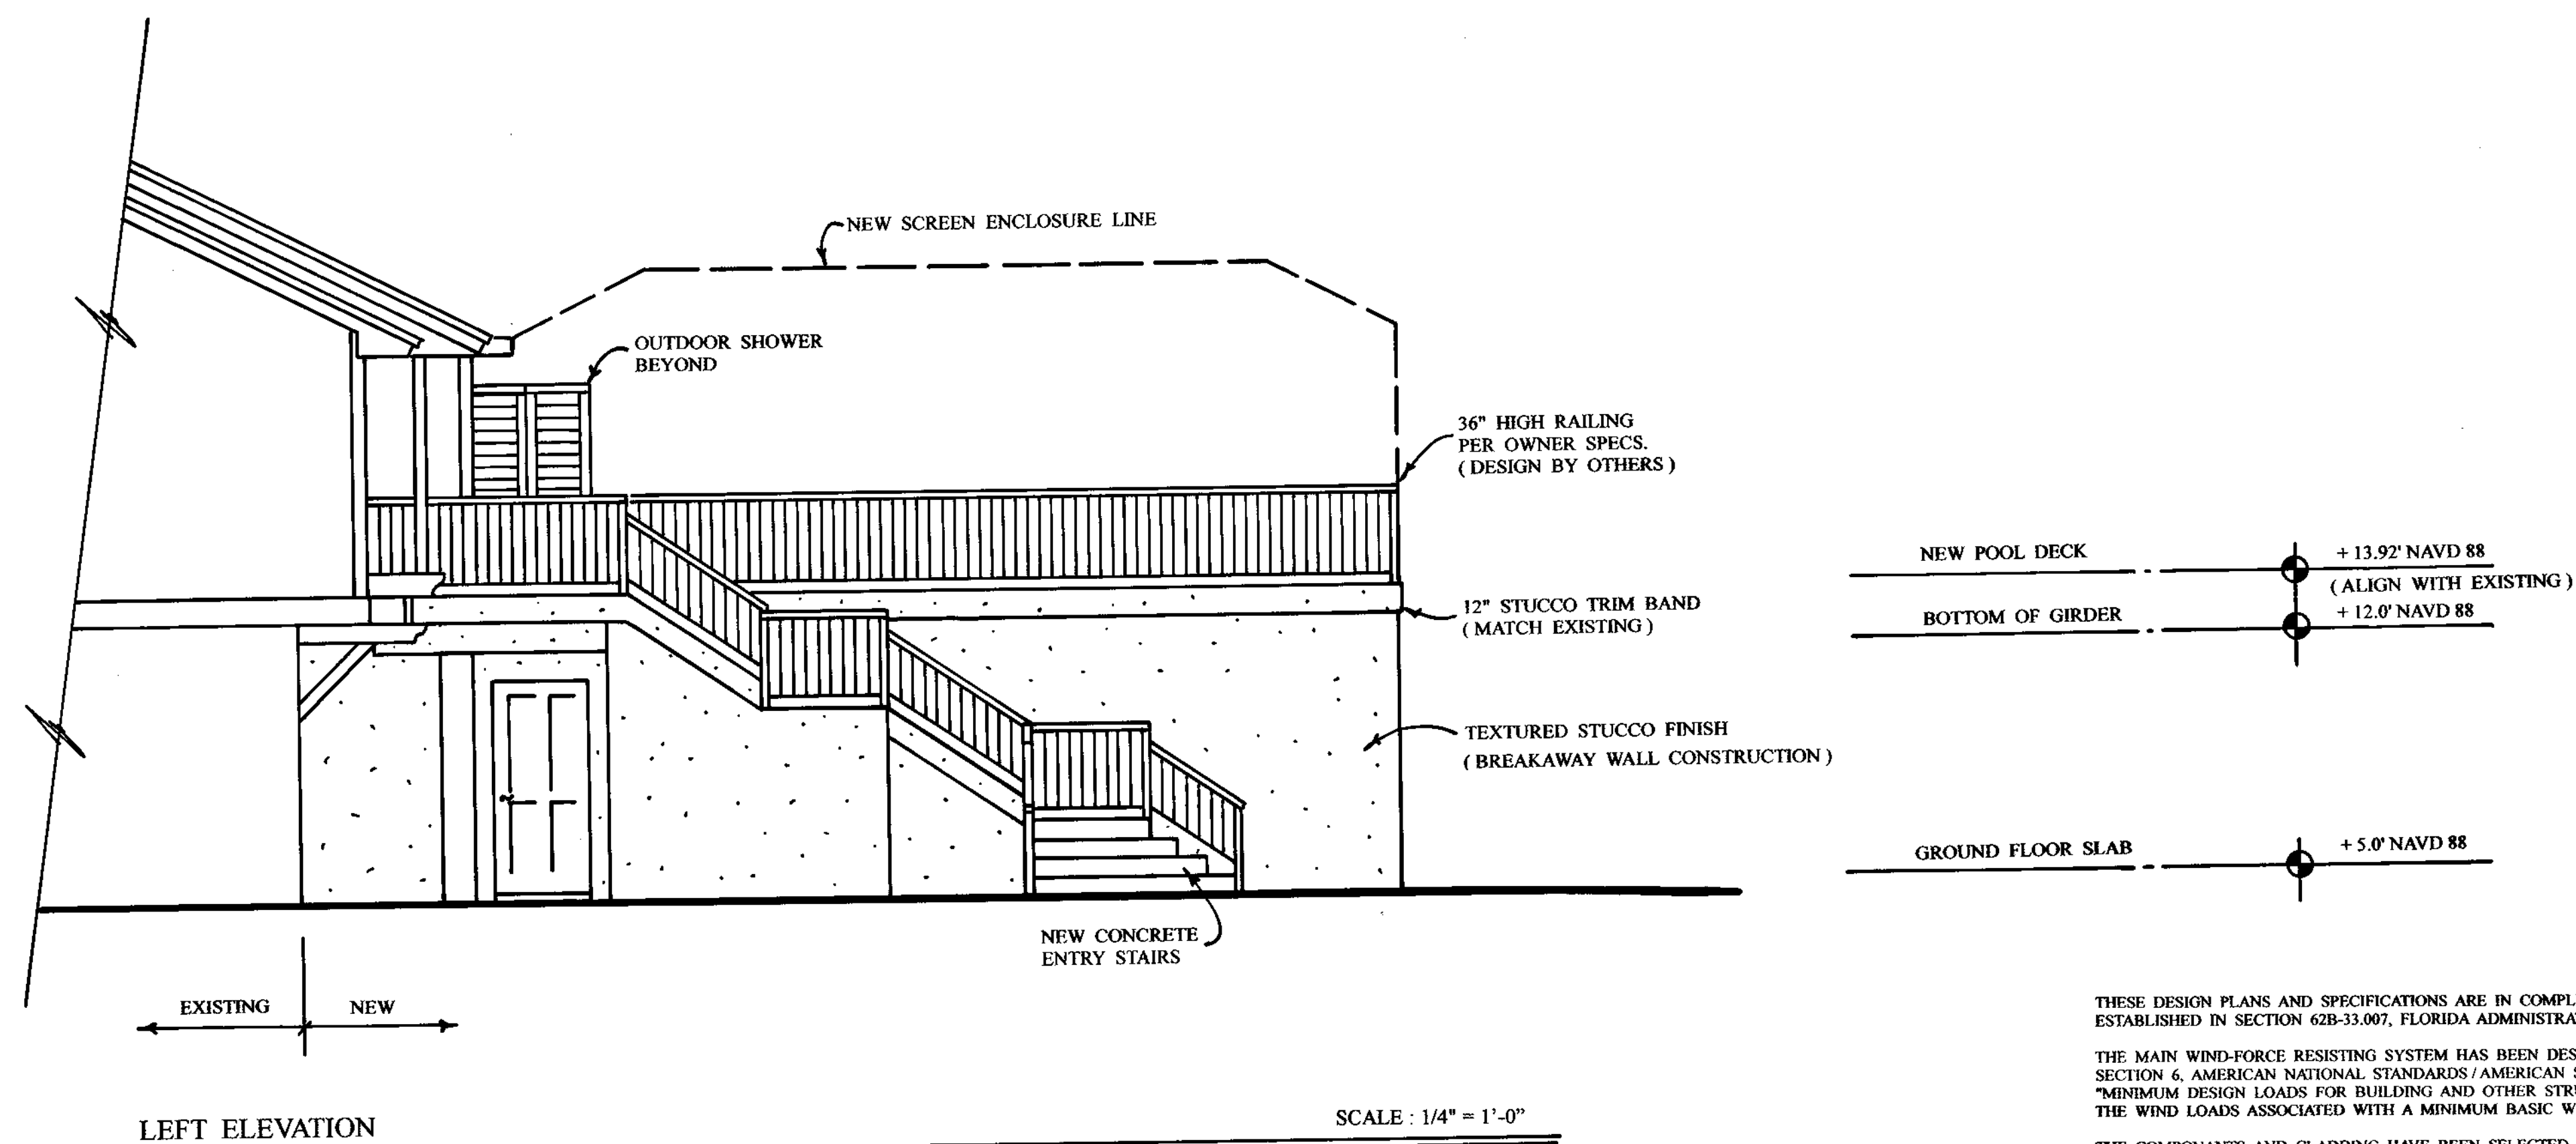 NEW SCREEN ENCLOSURE LINE
OUTDOOR SHOWER
BEYOND
36" HIGH RAILING
PER OWNER SPECS.
( DESIGN BY OTHERS )
12" STUCCO TRIM BAND
( MATCH EXISTING )
TEXTURED STUCCO FINISH
( BREAKAWAY WALL CONSTRUCTION )
NEW CONCRETE
ENTRY STAIRS
NEW POOL DECK
+ 13.92' NAVD 88
( ALIGN WITH EXISTING )
BOTTOM OF GIRDER
+ 12.0' NAVD 88
GROUND FLOOR SLAB
+ 5.0' NAVD 88
EXISTING
NEW
LEFT ELEVATION
SCALE : 1/4" = 1'-0"
THESE DESIGN PLANS AND SPECIFICATIONS ARE IN COMPL
ESTABLISHED IN SECTION 62B-33.007, FLORIDA ADMINISTRA
THE MAIN WIND-FORCE RESISTING SYSTEM HAS BEEN DES
SECTION 6, AMERICAN NATIONAL STANDARDS / AMERICAN S
"MINIMUM DESIGN LOADS FOR BUILDING AND OTHER STR
THE WIND LOADS ASSOCIATED WITH A MINIMUM BASIC W